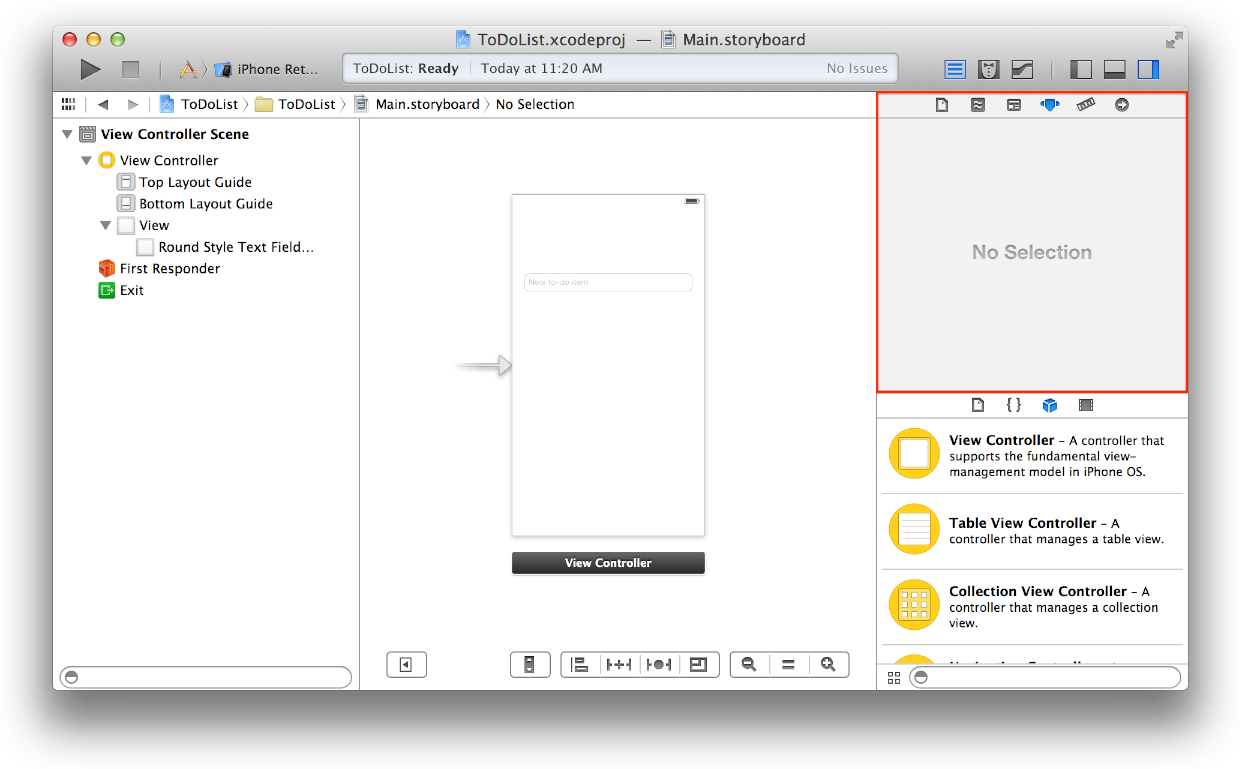 ToDoList.xcodeproj — Main.storyboard
iPhone Ret...
ToDoList: Ready
Today at 11:20 AM
No Issues
ToDoList
ToDoList
Main.storyboard
No Selection
View Controller Scene
View Controller
Top Layout Guide
Bottom Layout Guide
View
Round Style Text Field...
First Responder
Exit
New to-do item
View Controller
No Selection
{ }
View Controller – A controller that
supports the fundamental view-
management model in iPhone OS.
Table View Controller – A
controller that manages a table view.
Collection View Controller – A
controller that manages a collection
view.